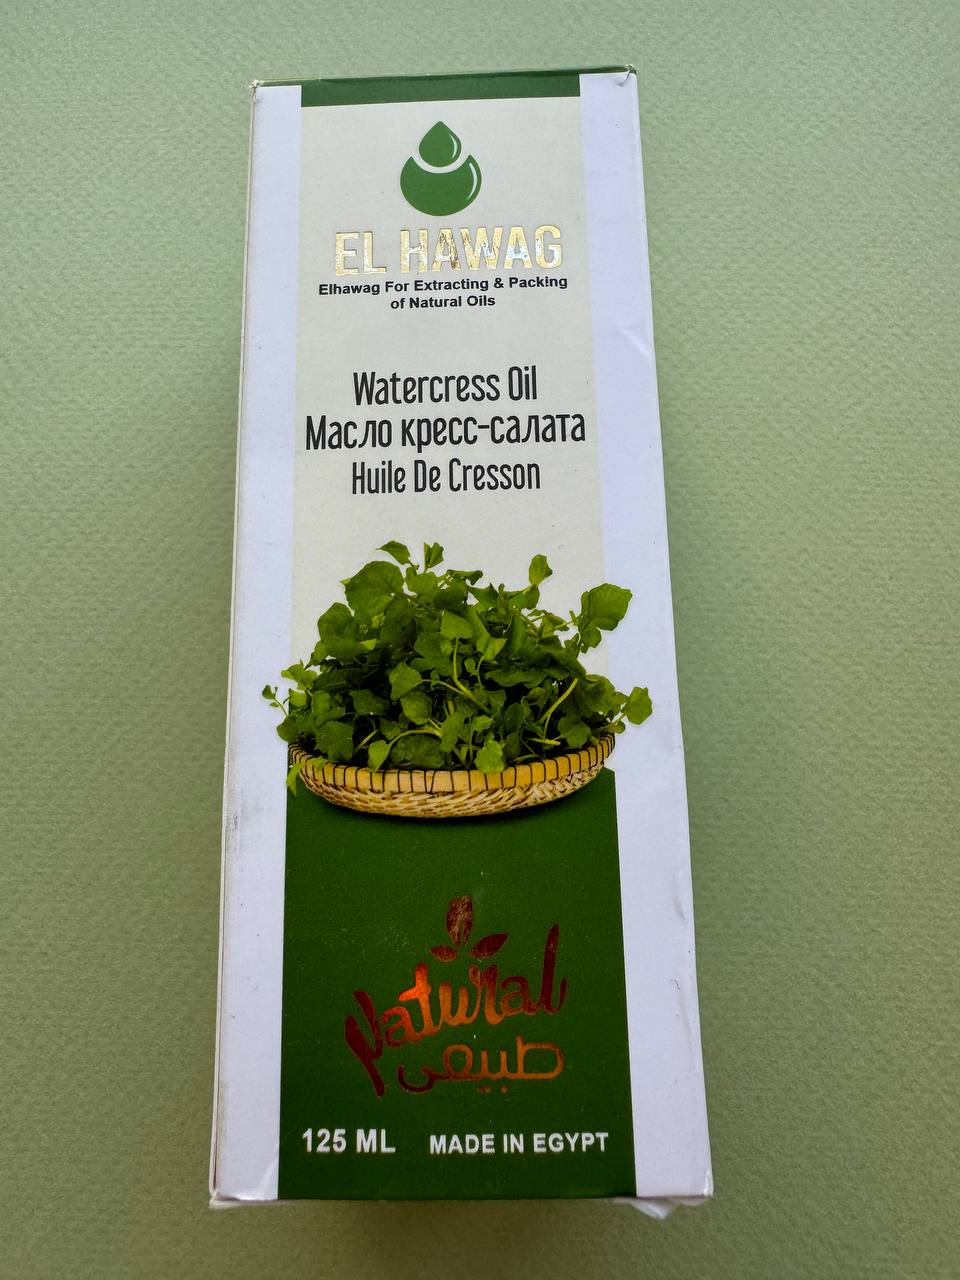 EL HAWAG
Elhawag For Extracting & Packing
of Natural Oils
Watercress Oil
Масло кресс-салата
Huile De Cresson
Natural
طبيعى
125 ML MADE IN EGYPT